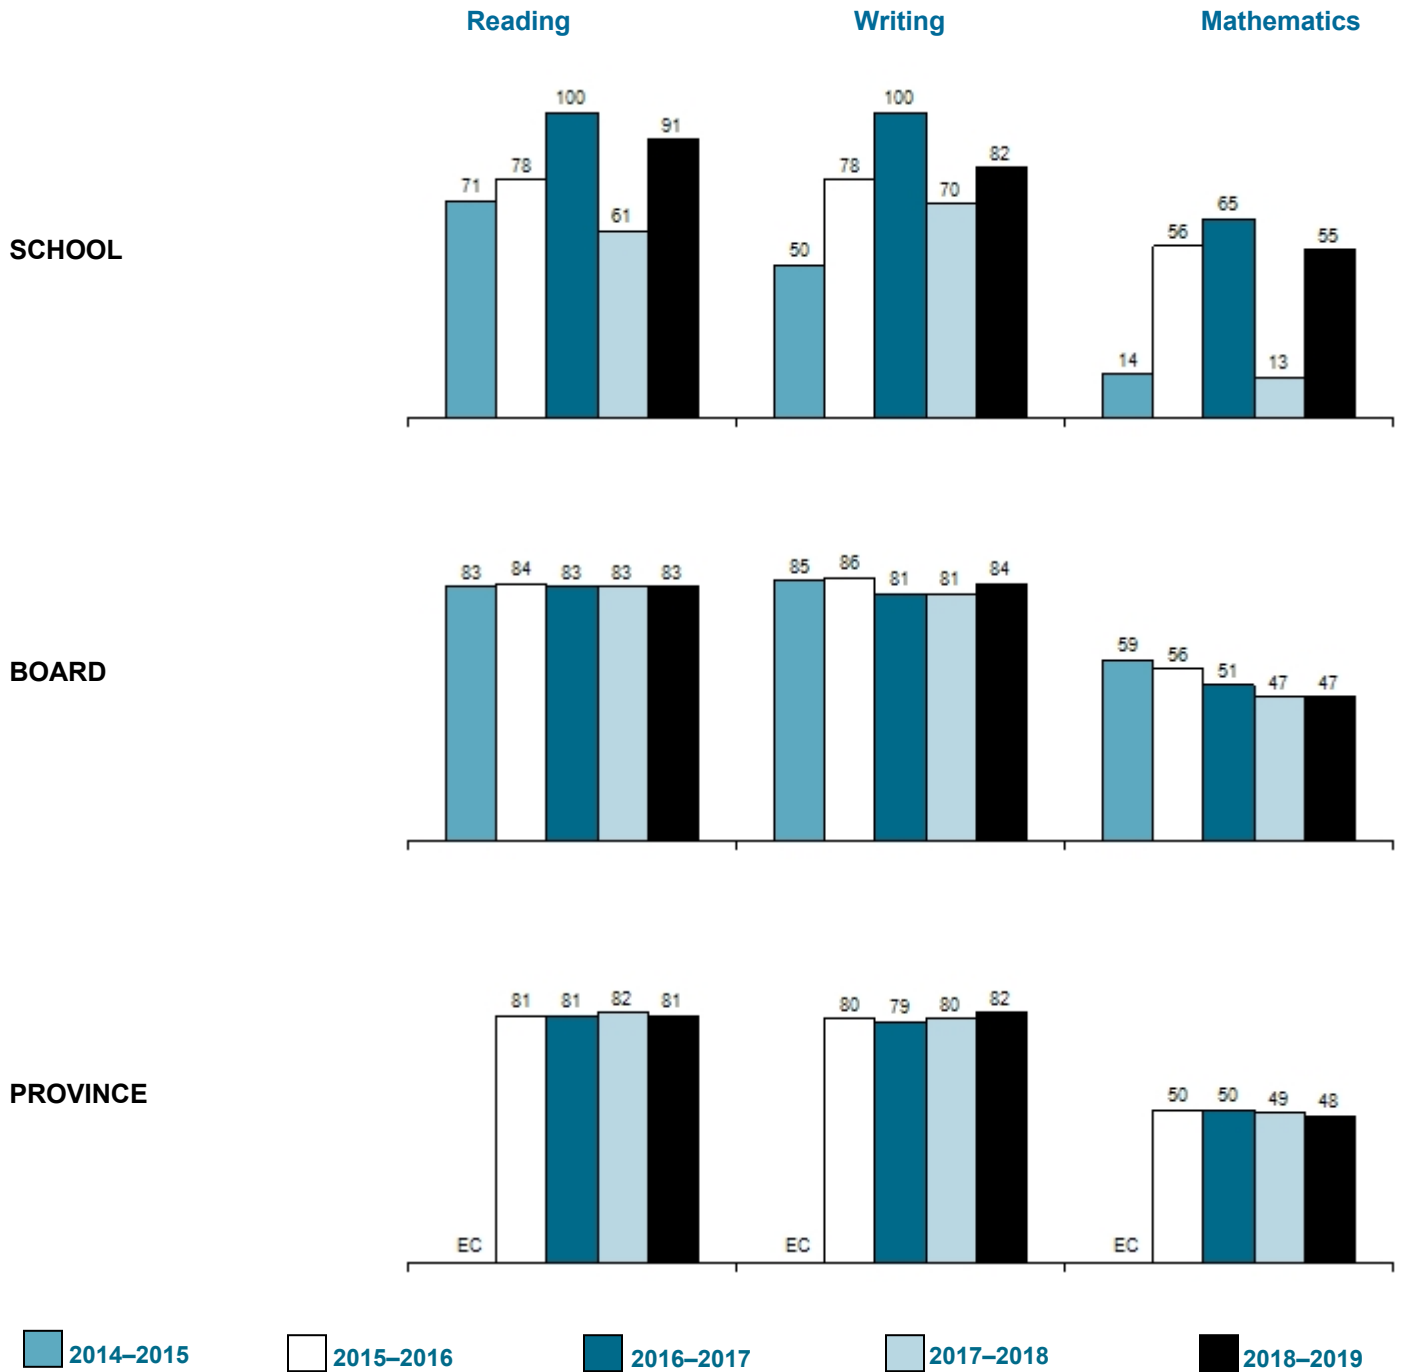 Reading Writing Mathematics
SCHOOL
71 78 100 61 91
50 78 100 70 82
14 56 65 13 55
BOARD
83 84 83 83 83
85 86 81 81 84
59 56 51 47 47
PROVINCE
EC 81 81 82 81
EC 80 79 80 82
EC 50 50 49 48
2014–2015 2015–2016 2016–2017 2017–2018 2018–2019